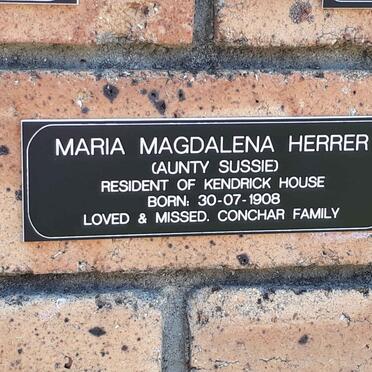 MARIA MAGDALENA HERRER
(AUNTY SUSSIE)
RESIDENT OF KENDRICK HOUSE
BORN: 30-07-1908
LOVED & MISSED. CONCHAR FAMILY